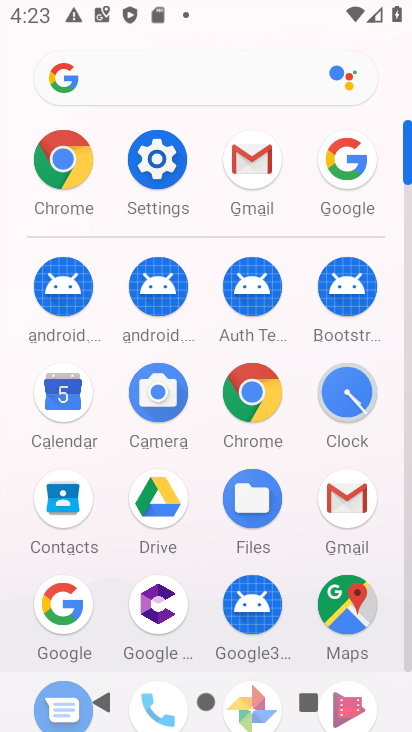 4:23
Chrome Settings Gmail Google
android,... android,... Auth Te... Bootstr...
5
Calendar Camera Chrome Clock
Contacts Drive Files Gmail
Google Google ... Google3... Maps